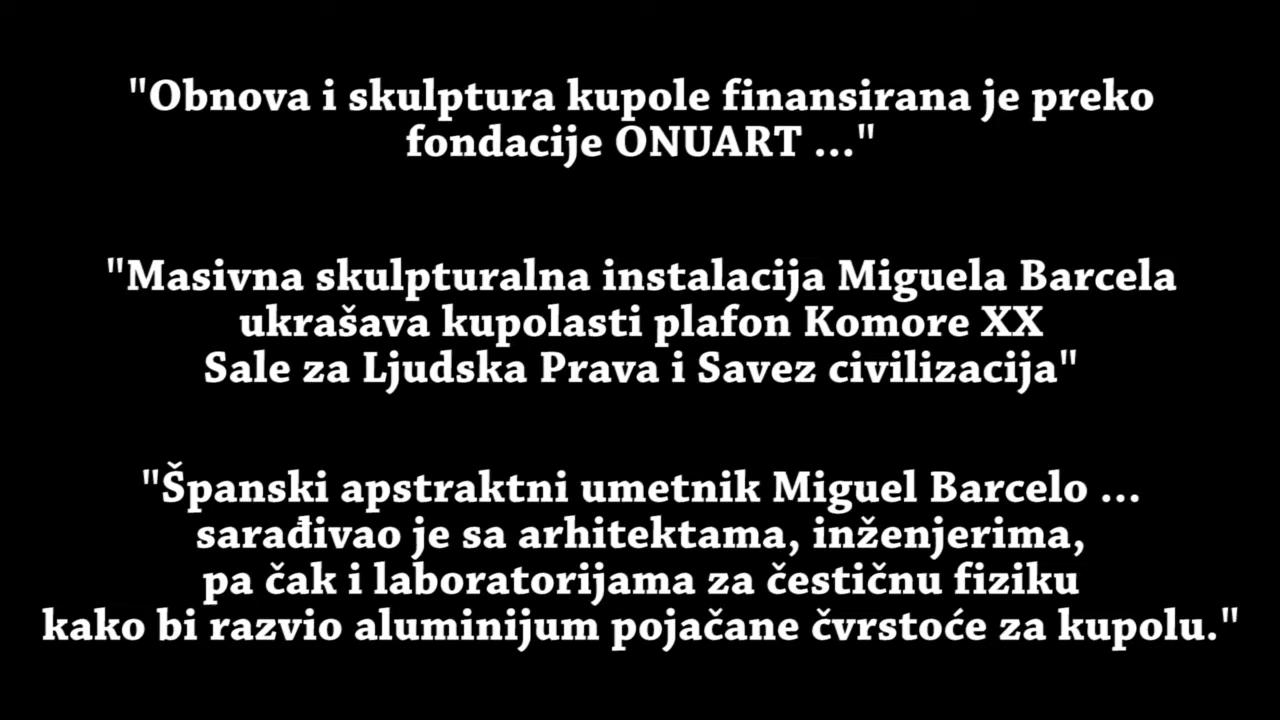 "Obnova i skulptura kupole finansirana je preko
fondacije ONUART ..."
"Masivna skulpturalna instalacija Miguela Barcela
ukrašava kupolasti plafon Komore XX
Sale za Ljudska Prava i Savez civilizacija"
"Španski apstraktni umetnik Miguel Barcelo ...
sarađivao je sa arhitektama, inženjerima,
pa čak i laboratorijama za čestičnu fiziku
kako bi razvio aluminijum pojačane čvrstoće za kupolu."